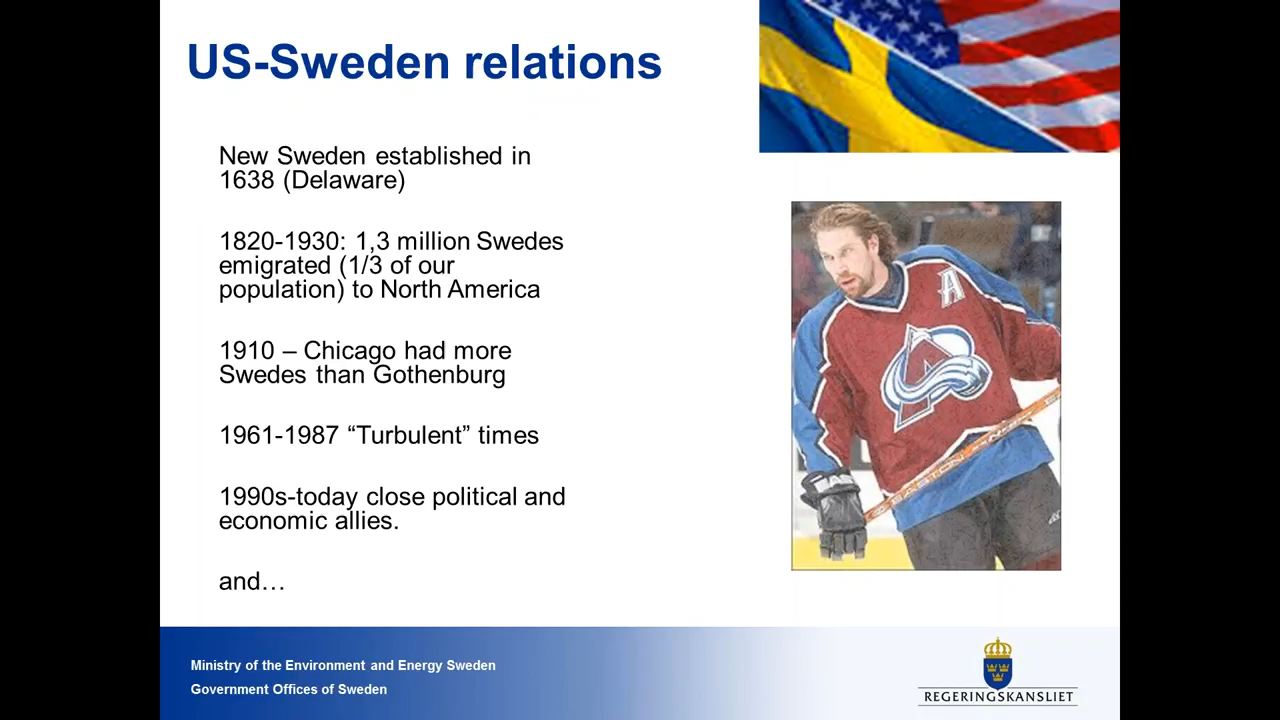 US-Sweden relations
New Sweden established in
1638 (Delaware)
1820-1930: 1,3 million Swedes
emigrated (1/3 of our
population) to North America
1910 – Chicago had more
Swedes than Gothenburg
1961-1987 “Turbulent” times
1990s-today close political and
economic allies.
and…
A
EASTON
Ministry of the Environment and Energy Sweden
Government Offices of Sweden
REGERINGSKANSLIET